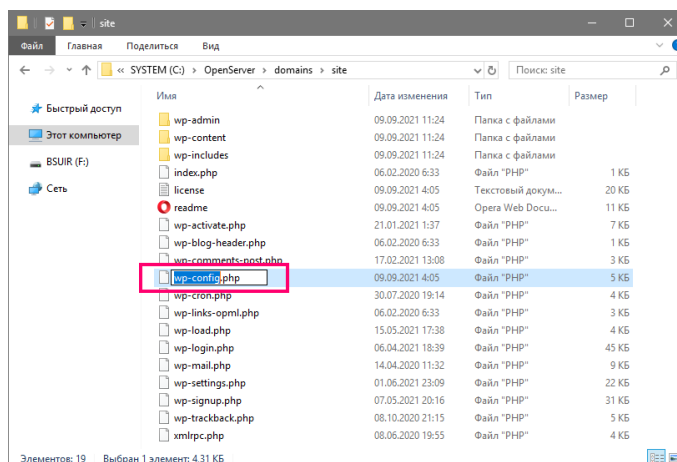 site
Файл Главная Поделиться Вид
« SYSTEM (C:) › OpenServer › domains › site Поиск: site
Имя Дата изменения Тип Размер
Быстрый доступ
Этот компьютер
BSUIR (F:)
Сеть
wp-admin 09.09.2021 11:24 Папка с файлами
wp-content 09.09.2021 11:24 Папка с файлами
wp-includes 09.09.2021 11:24 Папка с файлами
index.php 06.02.2020 6:33 Файл "PHP" 1 КБ
license 09.09.2021 4:05 Текстовый докум... 20 КБ
readme 09.09.2021 4:05 Opera Web Docu... 11 КБ
wp-activate.php 21.01.2021 1:37 Файл "PHP" 7 КБ
wp-blog-header.php 06.02.2020 6:33 Файл "PHP" 1 КБ
wp-comments-post.php 17.02.2021 13:08 Файл "PHP" 3 КБ
wp-config.php 09.09.2021 4:05 Файл "PHP" 5 КБ
wp-cron.php 30.07.2020 19:14 Файл "PHP" 4 КБ
wp-links-opml.php 06.02.2020 6:33 Файл "PHP" 3 КБ
wp-load.php 15.05.2021 17:38 Файл "PHP" 4 КБ
wp-login.php 06.04.2021 18:39 Файл "PHP" 45 КБ
wp-mail.php 14.04.2020 11:32 Файл "PHP" 9 КБ
wp-settings.php 01.06.2021 23:09 Файл "PHP" 22 КБ
wp-signup.php 07.05.2021 20:16 Файл "PHP" 31 КБ
wp-trackback.php 08.10.2020 21:15 Файл "PHP" 5 КБ
xmlrpc.php 08.06.2020 19:55 Файл "PHP" 4 КБ
Элементов: 19 Выбран 1 элемент: 4,31 КБ